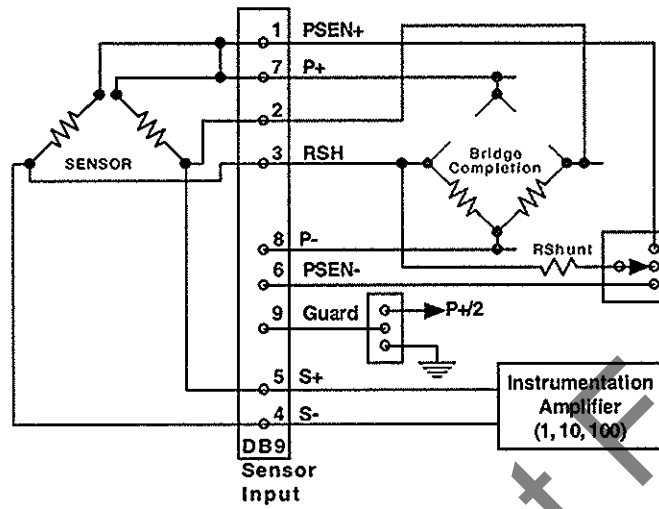 1 PSEN+
7 P+
2
3 RSH
SENSOR
Bridge
Completion
8 P-
RShunt
6 PSEN-
9 Guard
P+/2
5 S+
4 S-
Instrumentation
Amplifier
(1, 10, 100)
DB9
Sensor
Input
t F